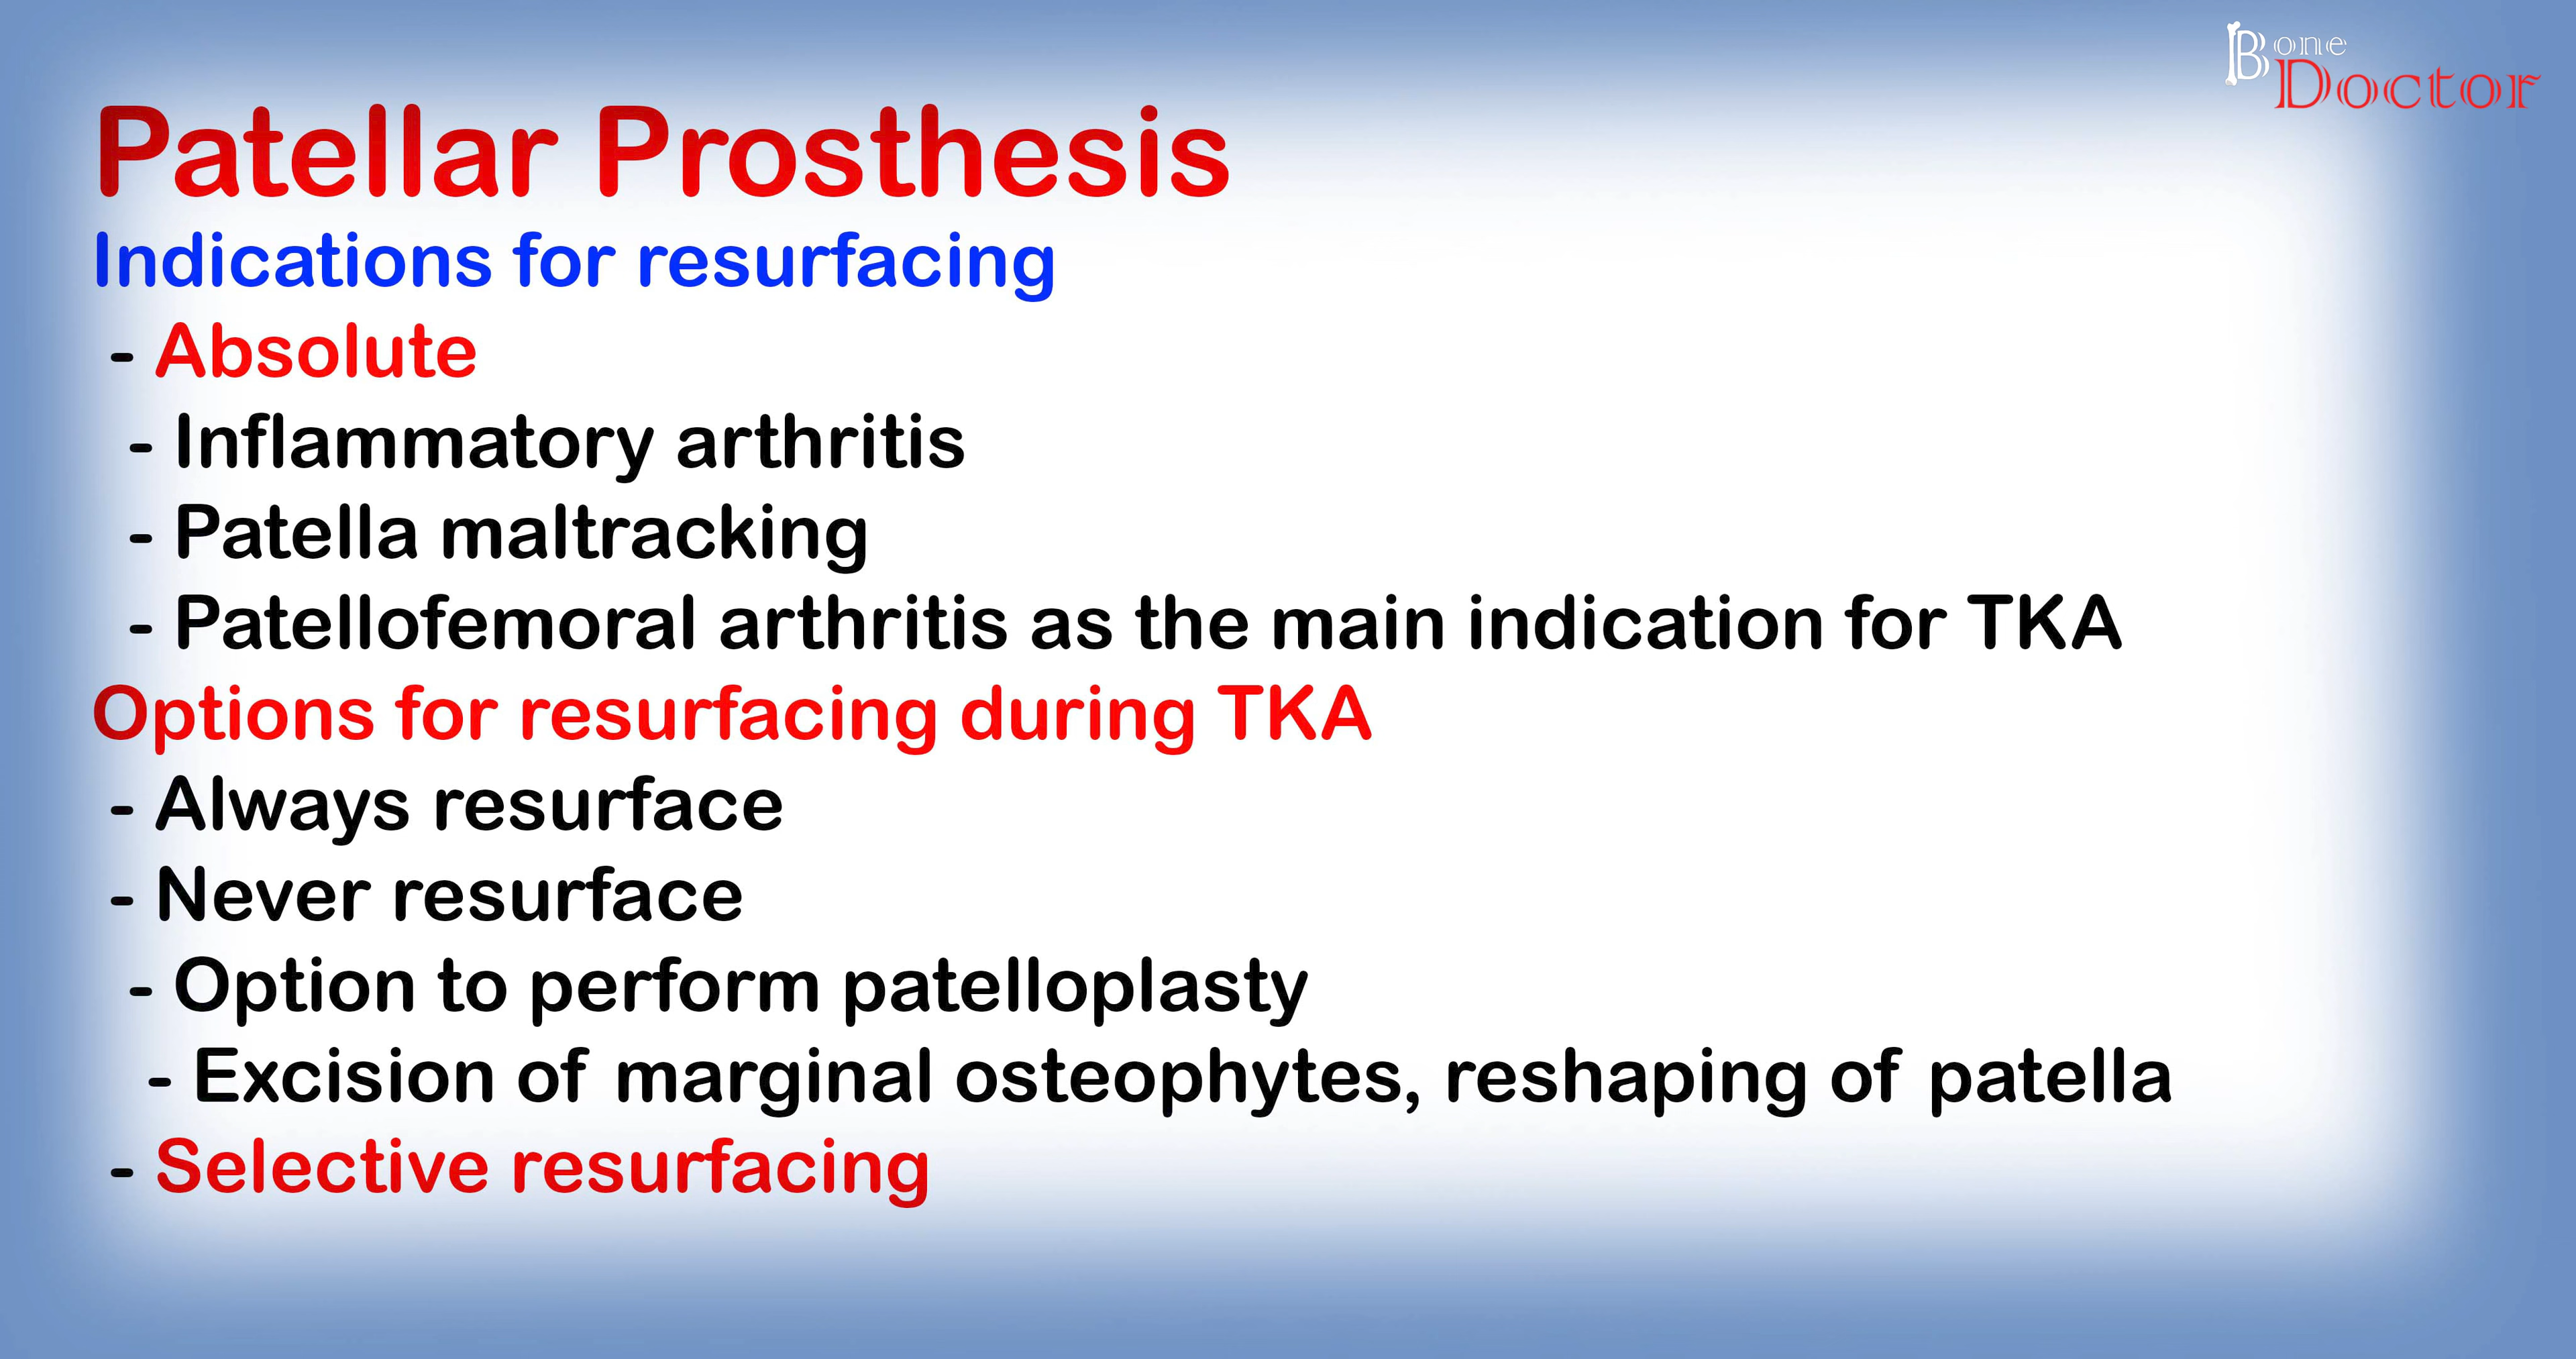 Bone
Doctor
Patellar Prosthesis
Indications for resurfacing
- Absolute
- Inflammatory arthritis
- Patella maltracking
- Patellofemoral arthritis as the main indication for TKA
Options for resurfacing during TKA
- Always resurface
- Never resurface
- Option to perform patelloplasty
- Excision of marginal osteophytes, reshaping of patella
- Selective resurfacing